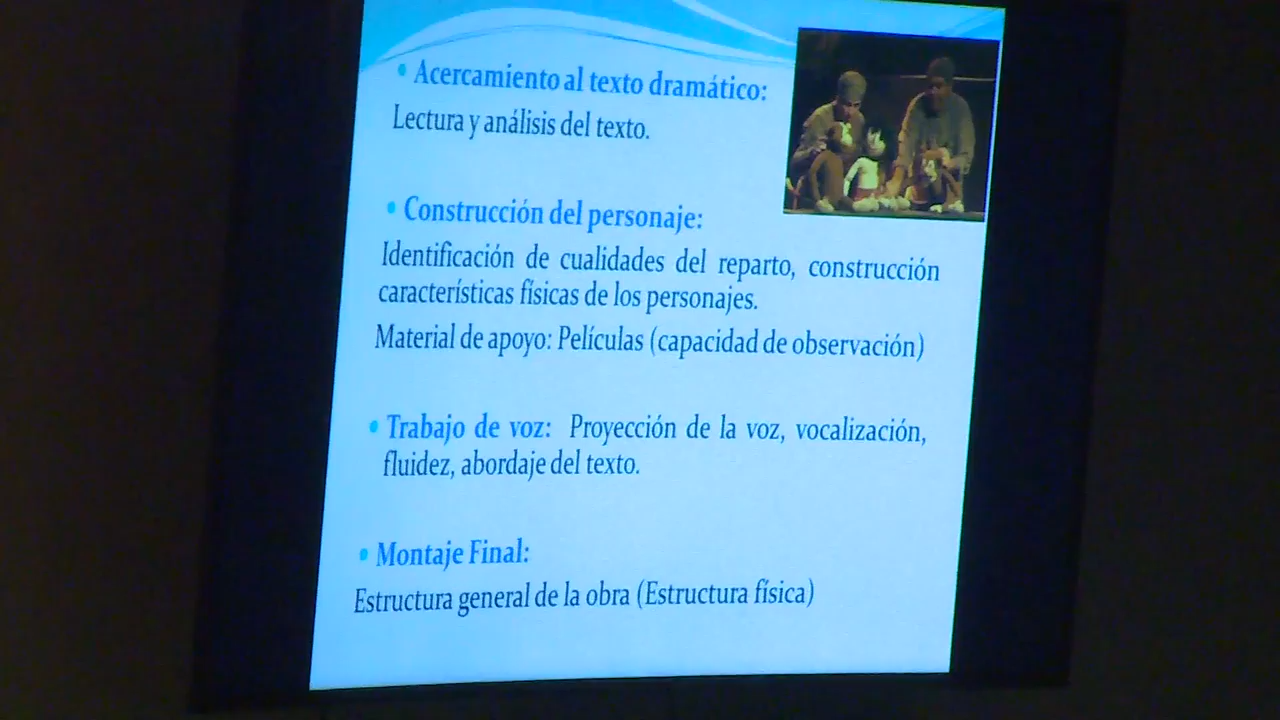 • Acercamiento al texto dramático:
Lectura y análisis del texto.
• Construcción del personaje:
Identificación de cualidades del reparto, construcción
características físicas de los personajes.
Material de apoyo: Películas (capacidad de observación)
• Trabajo de voz: Proyección de la voz, vocalización,
fluidez, abordaje del texto.
• Montaje Final:
Estructura general de la obra (Estructura física)